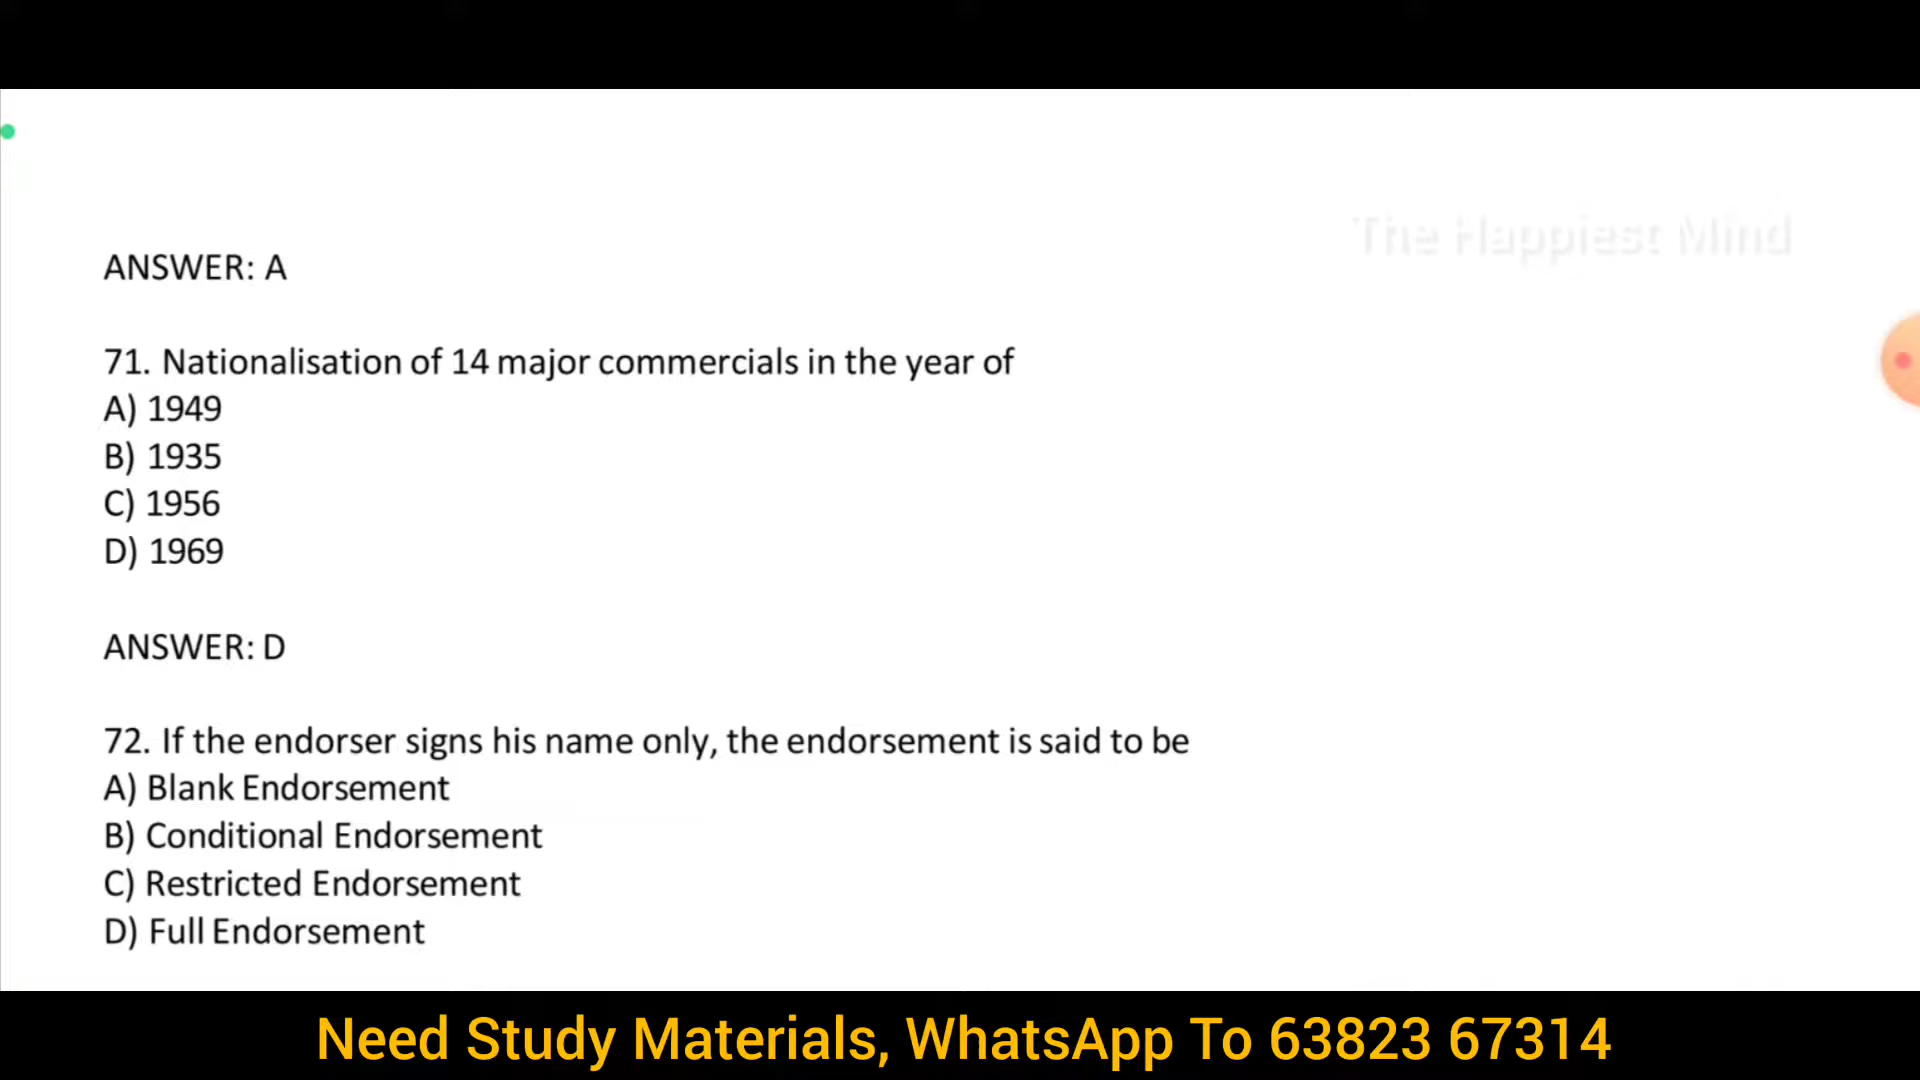 The Happiest Mind
ANSWER: A
71. Nationalisation of 14 major commercials in the year of
A) 1949
B) 1935
C) 1956
D) 1969
ANSWER: D
72. If the endorser signs his name only, the endorsement is said to be
A) Blank Endorsement
B) Conditional Endorsement
C) Restricted Endorsement
D) Full Endorsement
Need Study Materials, WhatsApp To 63823 67314